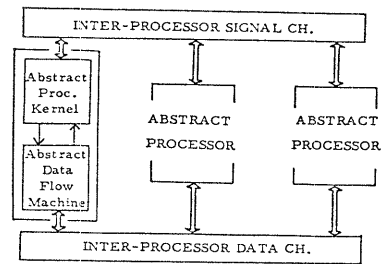 INTER-PROCESSOR SIGNAL CH.
Abstract
Proc.
Kernel
Abstract
Data
Flow
Machine
ABSTRACT
PROCESSOR
ABSTRACT
PROCESSOR
INTER-PROCESSOR DATA CH.